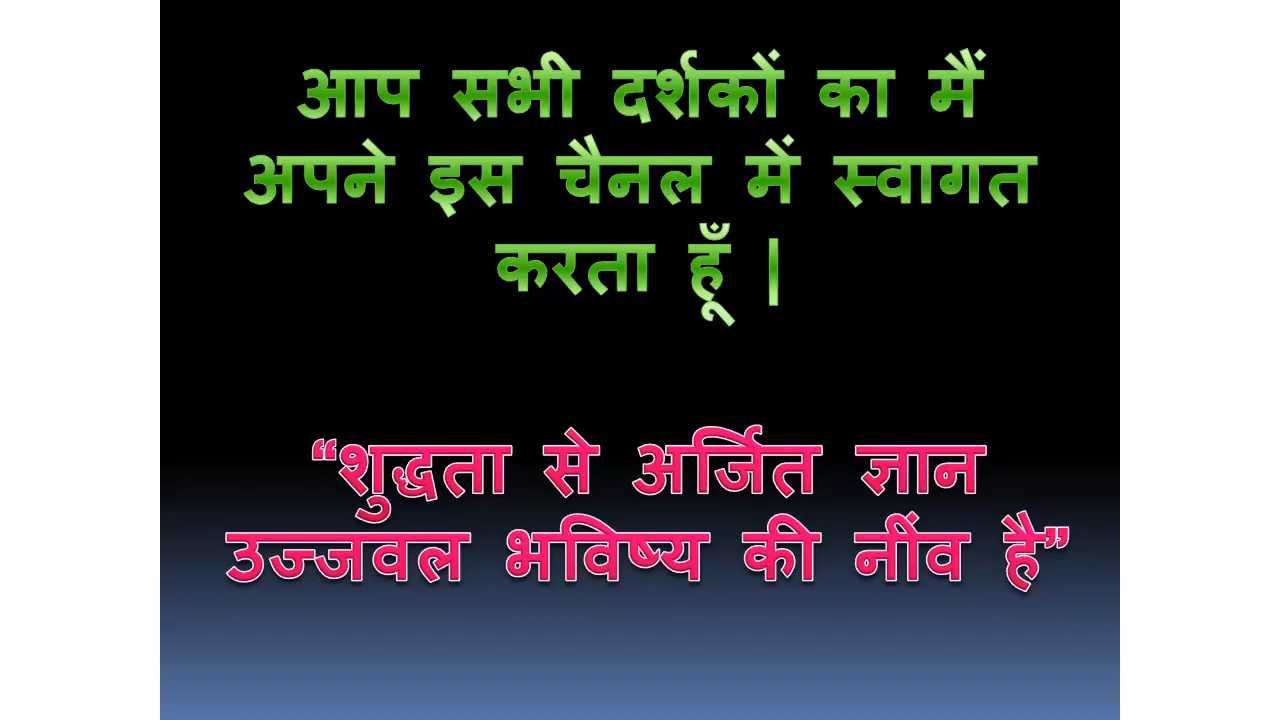 आप सभी दर्शकों का मैं
अपने इस चैनल में स्वागत
करता हूँ |
“शुद्धता से अर्जित ज्ञान
उज्जवल भविष्य की नींव है”